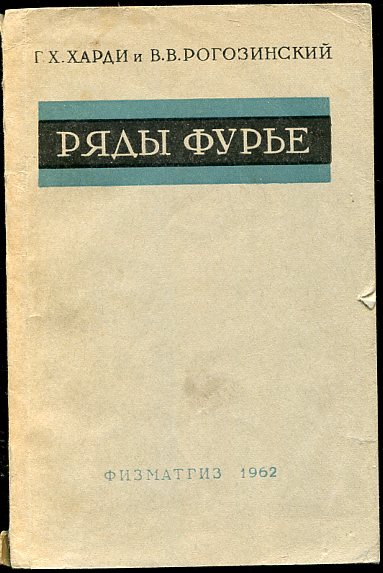 Г. Х. ХАРДИ и В. В. РОГОЗИНСКИЙ
РЯДЫ ФУРЬЕ
ФИЗМАТГИЗ 1962